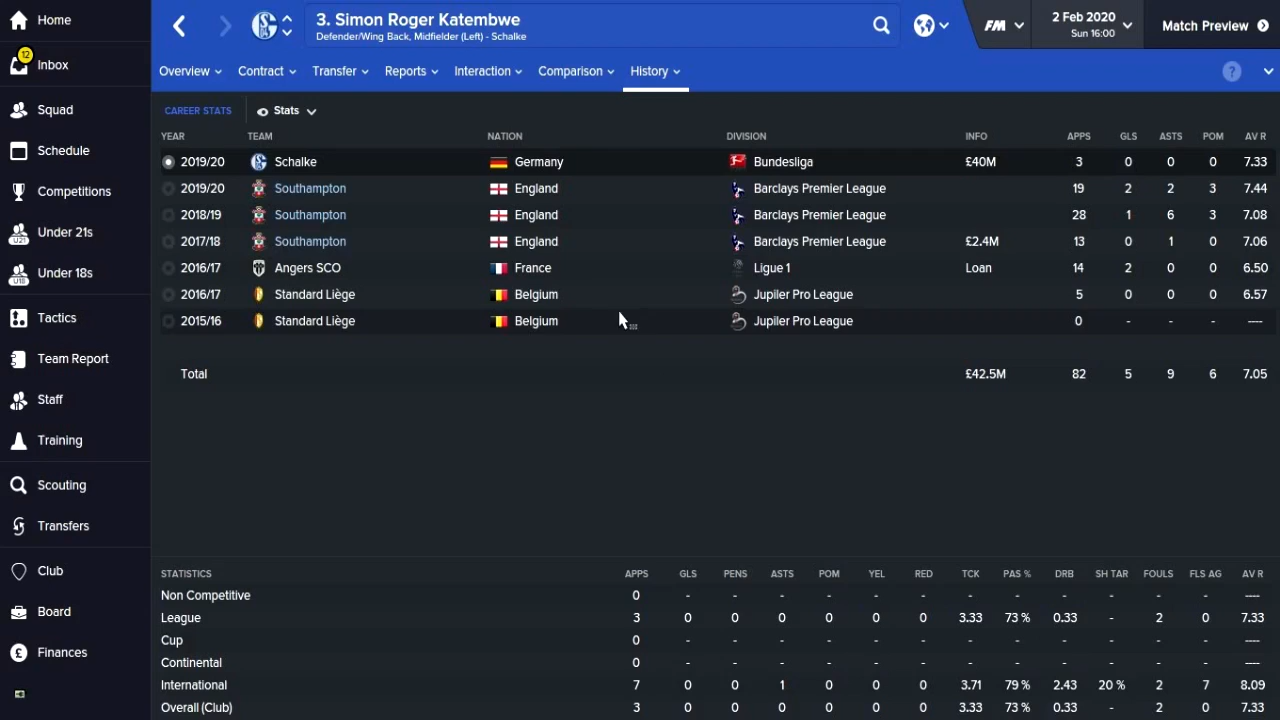 Home
12
Inbox
Squad
Schedule
Competitions
Under 21s
U21
Under 18s
U18
Tactics
Team Report
Staff
Training
Scouting
Transfers
Club
Board
£ Finances
3. Simon Roger Katembwe
Defender/Wing Back, Midfielder (Left) - Schalke
FM
2 Feb 2020
Sun 16:00
Match Preview
Overview Contract Transfer Reports Interaction Comparison History ?
CAREER STATS Stats
YEAR TEAM NATION DIVISION INFO APPS GLS ASTS POM AV R
2019/20 Schalke Germany Bundesliga £40M 3 0 0 0 7.33
2019/20 Southampton England Barclays Premier League 19 2 2 3 7.44
2018/19 Southampton England Barclays Premier League 28 1 6 3 7.08
2017/18 Southampton England Barclays Premier League £2.4M 13 0 1 0 7.06
2016/17 Angers SCO France Ligue 1 Loan 14 2 0 0 6.50
2016/17 Standard Liège Belgium Jupiler Pro League 5 0 0 0 6.57
2015/16 Standard Liège Belgium Jupiler Pro League 0 - - - ----
Total £42.5M 82 5 9 6 7.05
STATISTICS APPS GLS PENS ASTS POM YEL RED TCK PAS % DRB SH TAR FOULS FLS AG AV R
Non Competitive 0 - - - - - - - - - - - - ----
League 3 0 0 0 0 0 0 3.33 73 % 0.33 - 2 0 7.33
Cup 0 - - - - - - - - - - - - ----
Continental 0 - - - - - - - - - - - - ----
International 7 0 0 1 0 0 0 3.71 79 % 2.43 20 % 2 7 8.09
Overall (Club) 3 0 0 0 0 0 0 3.33 73 % 0.33 - 2 0 7.33